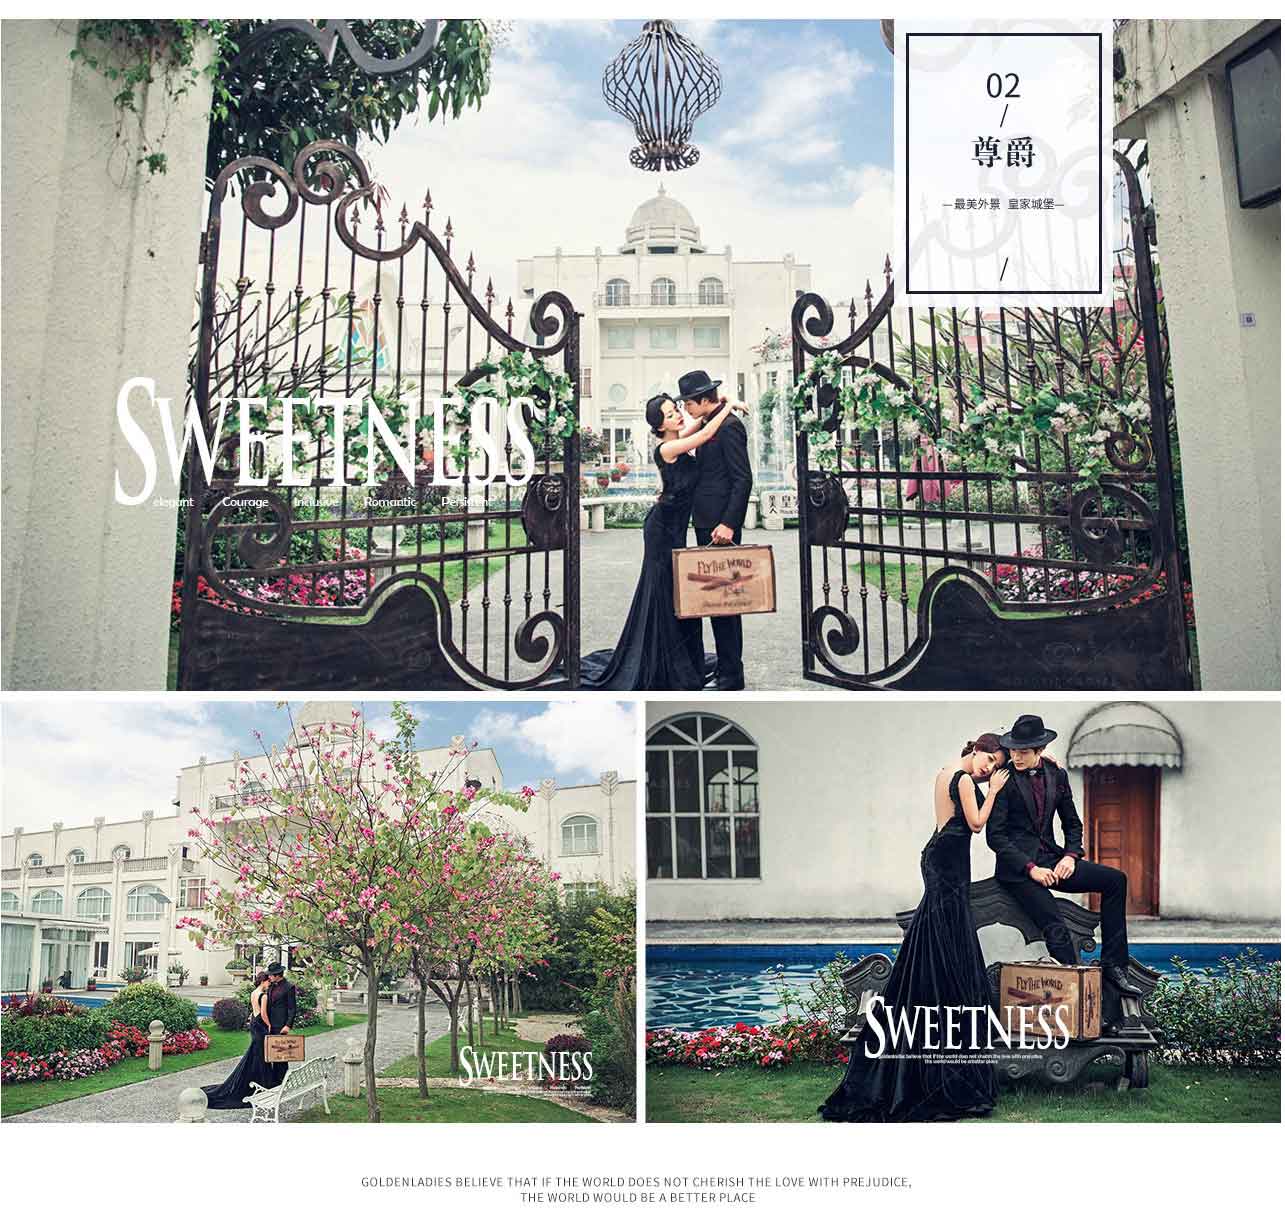 02
/
尊爵
—最美外景 皇家城堡—
/
SWEETNESS
elegant Courage Inclusive Romantic Persistent
FLY THE WORLD
SWEETNESS
FLY THE WORLD
SWEETNESS
goldenladies believe that if the world does not cherish the love with prejudice
the world would be a better place
GOLDENLADIES BELIEVE THAT IF THE WORLD DOES NOT CHERISH THE LOVE WITH PREJUDICE,
THE WORLD WOULD BE A BETTER PLACE